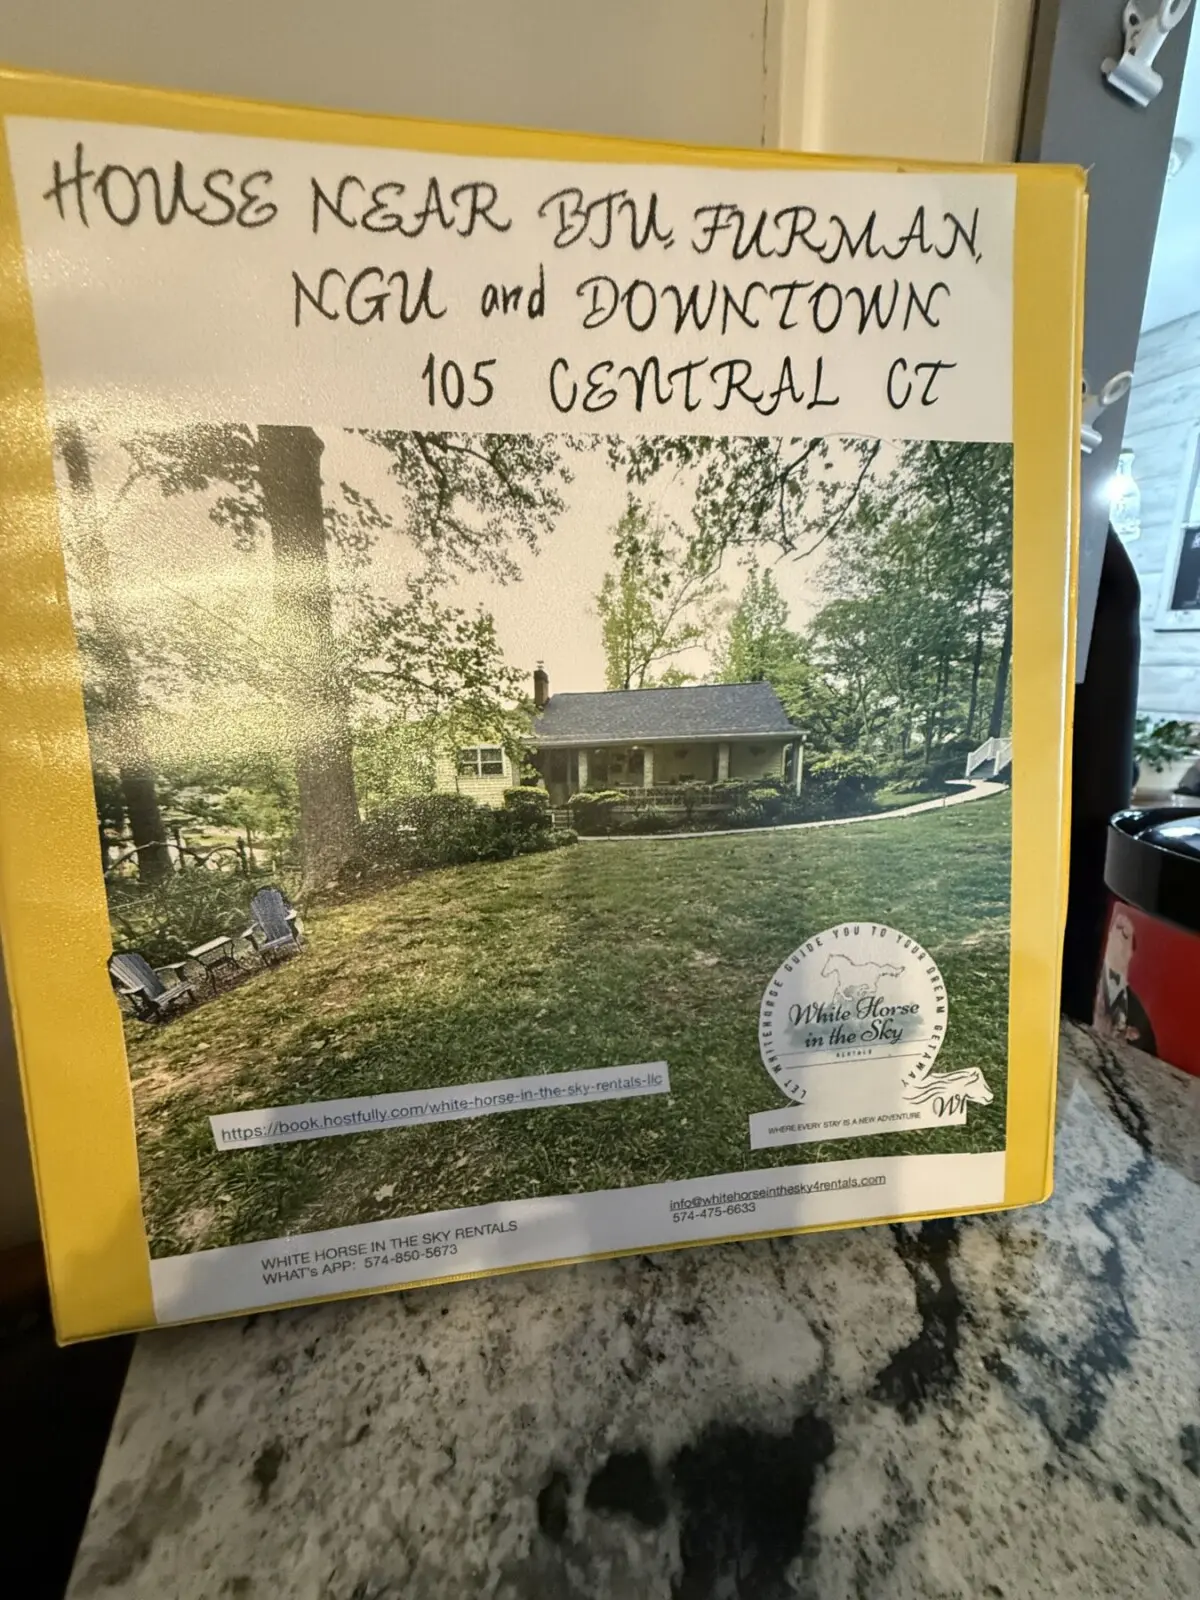 HOUSE NEAR BJU, FURMAN,
NGU and DOWNTOWN
105 CENTRAL CT
LET WHITEHORSE GUIDE YOU TO YOUR DREAM GETAWAY
White Horse
in the Sky
RENTALS
WHERE EVERY STAY IS A NEW ADVENTURE
https://book.hostfully.com/white-horse-in-the-sky-rentals-llc
WHITE HORSE IN THE SKY RENTALS
WHAT's APP: 574-850-5673
info@whitehorseinthesky4rentals.com
574-475-6633